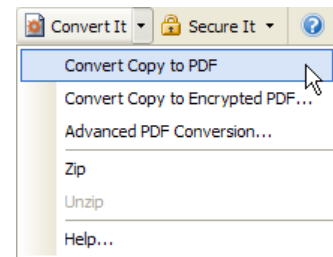 Convert It Secure It ?
Convert Copy to PDF
Convert Copy to Encrypted PDF...
Advanced PDF Conversion...
Zip
Unzip
Help...